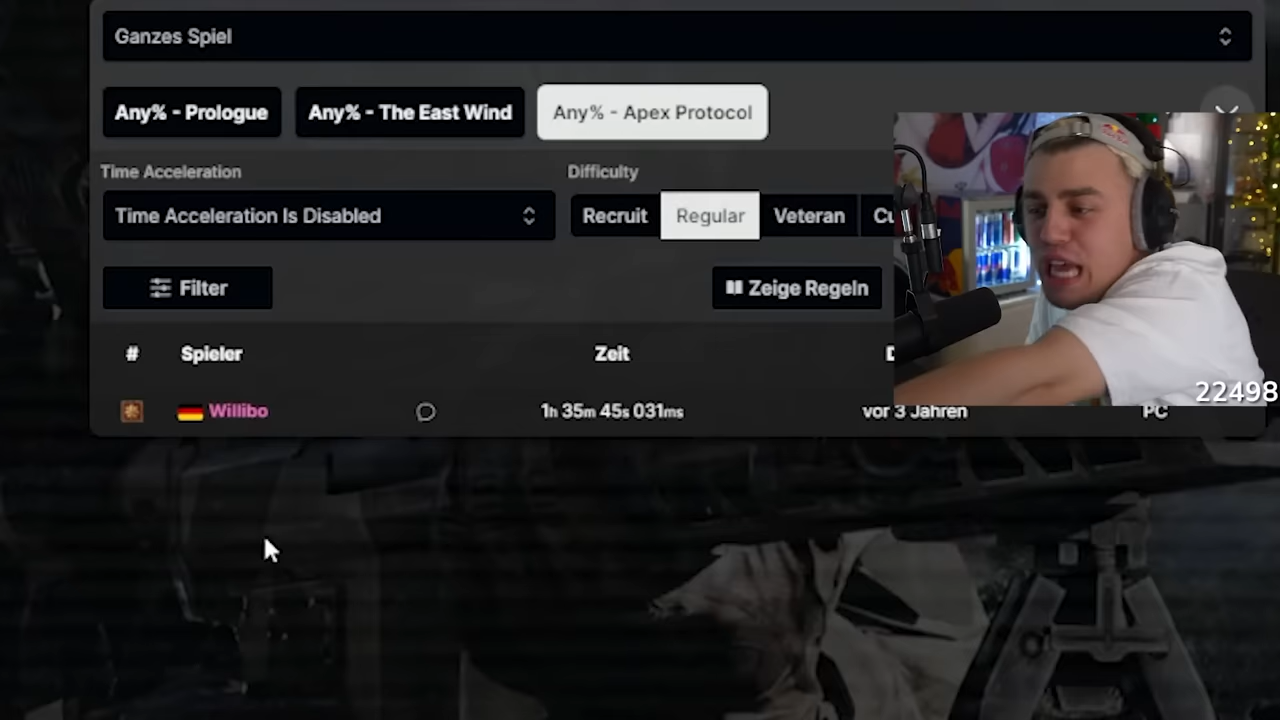 Ganzes Spiel
Any% - Prologue
Any% - The East Wind
Any% - Apex Protocol
Time Acceleration
Difficulty
Time Acceleration Is Disabled
Recruit
Regular
Veteran
Filter
Zeige Regeln
# Spieler Zeit
Willibo 1h 35m 45s 031ms vor 3 Jahren PC
22498